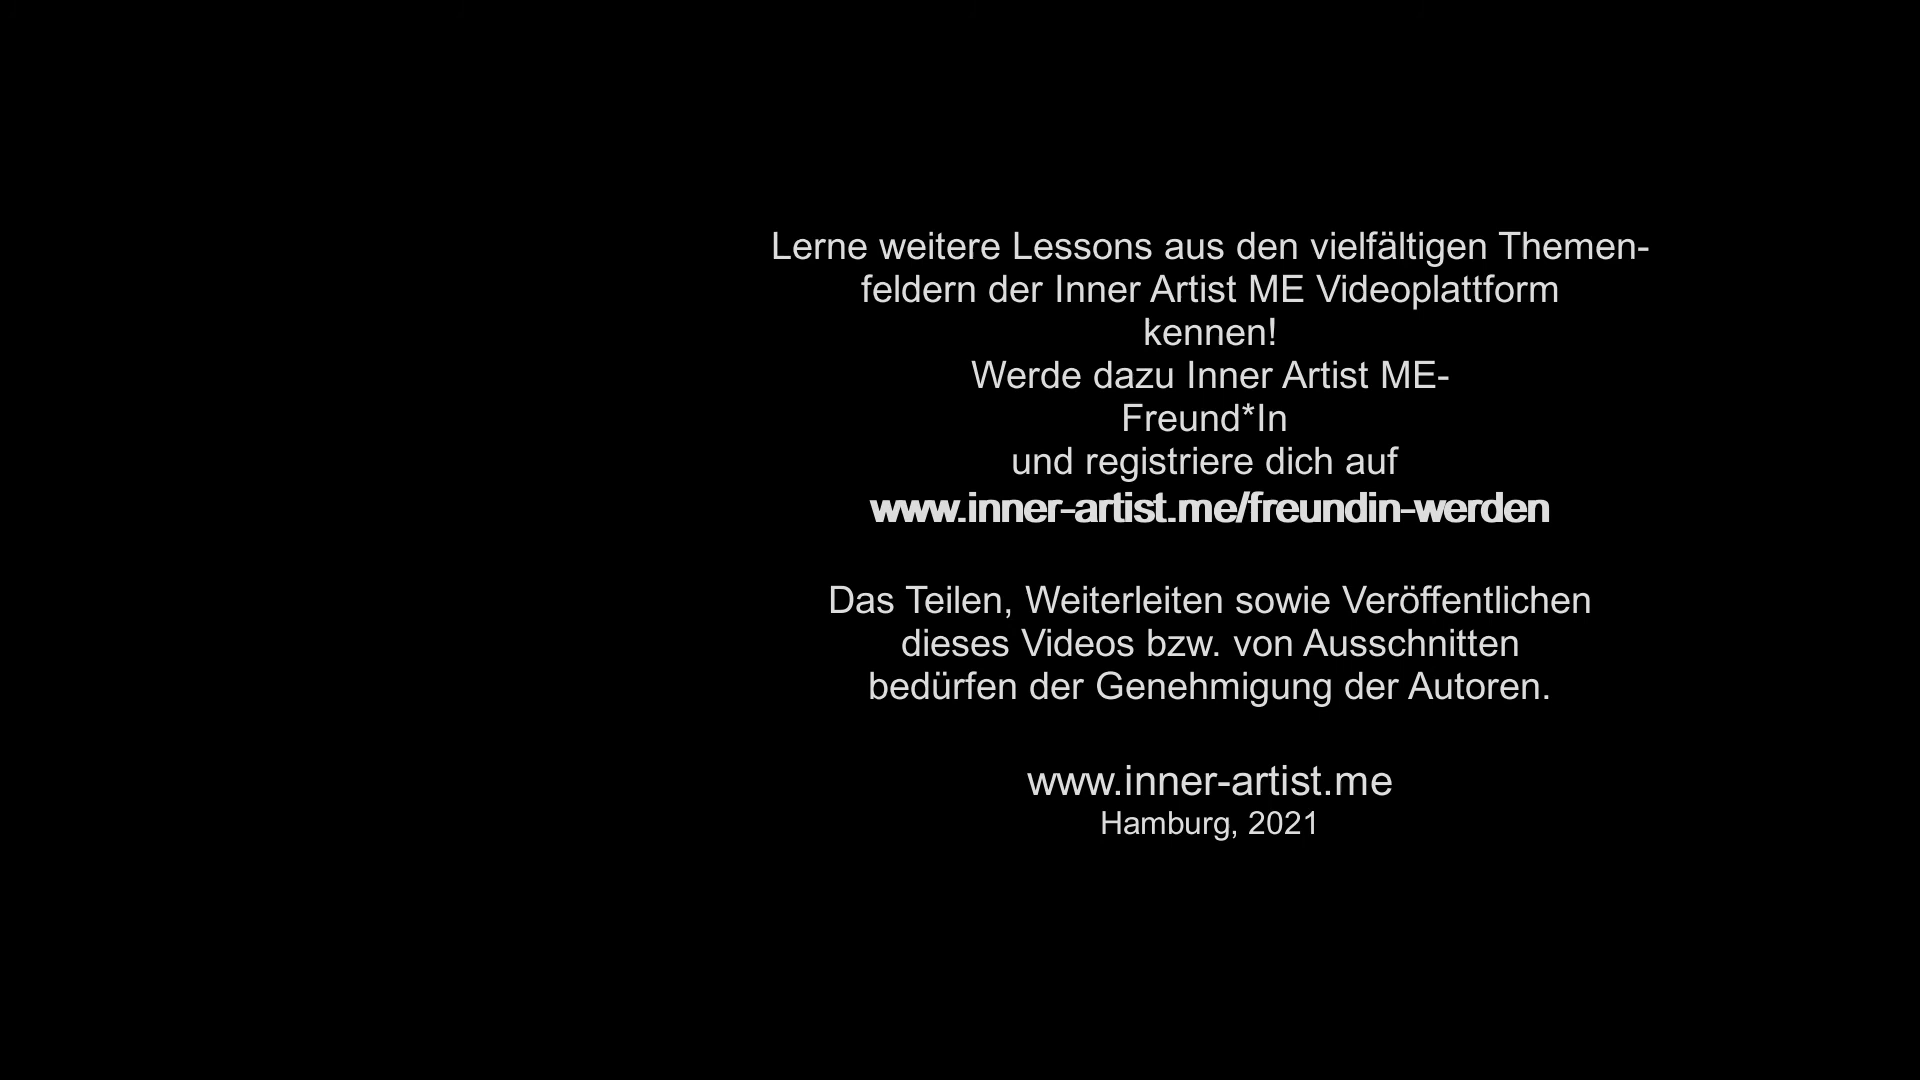 Lerne weitere Lessons aus den vielfältigen Themen-
feldern der Inner Artist ME Videoplattform
kennen!
Werde dazu Inner Artist ME-
Freund*In
und registriere dich auf
www.inner-artist.me/freundin-werden
Das Teilen, Weiterleiten sowie Veröffentlichen
dieses Videos bzw. von Ausschnitten
bedürfen der Genehmigung der Autoren.
www.inner-artist.me
Hamburg, 2021